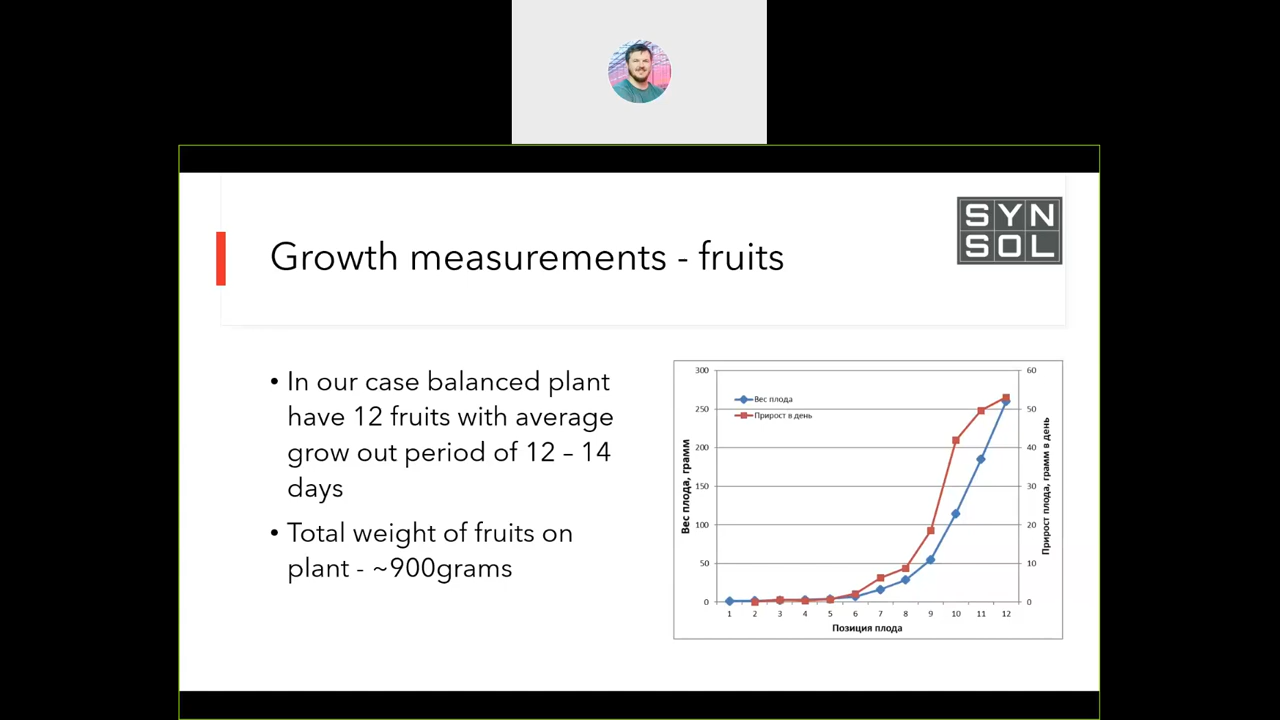 SYN
SOL
Growth measurements - fruits
• In our case balanced plant
have 12 fruits with average
grow out period of 12 – 14
days
• Total weight of fruits on
plant - ~900grams
300
250
200
150
100
50
0
Вес плода, грамм
Вес плода
Прирост в день
60
50
40
30
20
10
0
Прирост плода, грамм в день
1 2 3 4 5 6 7 8 9 10 11 12
Позиция плода